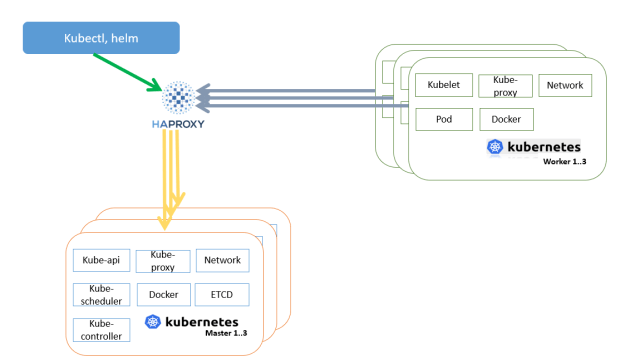 Kubectl, helm
HAPROXY
Kubelet
Kube-
proxy
Network
Pod
Docker
kubernetes
Worker 1..3
Kube-api
Kube-
proxy
Network
Kube-
scheduler
Docker
ETCD
Kube-
controller
kubernetes
Master 1..3